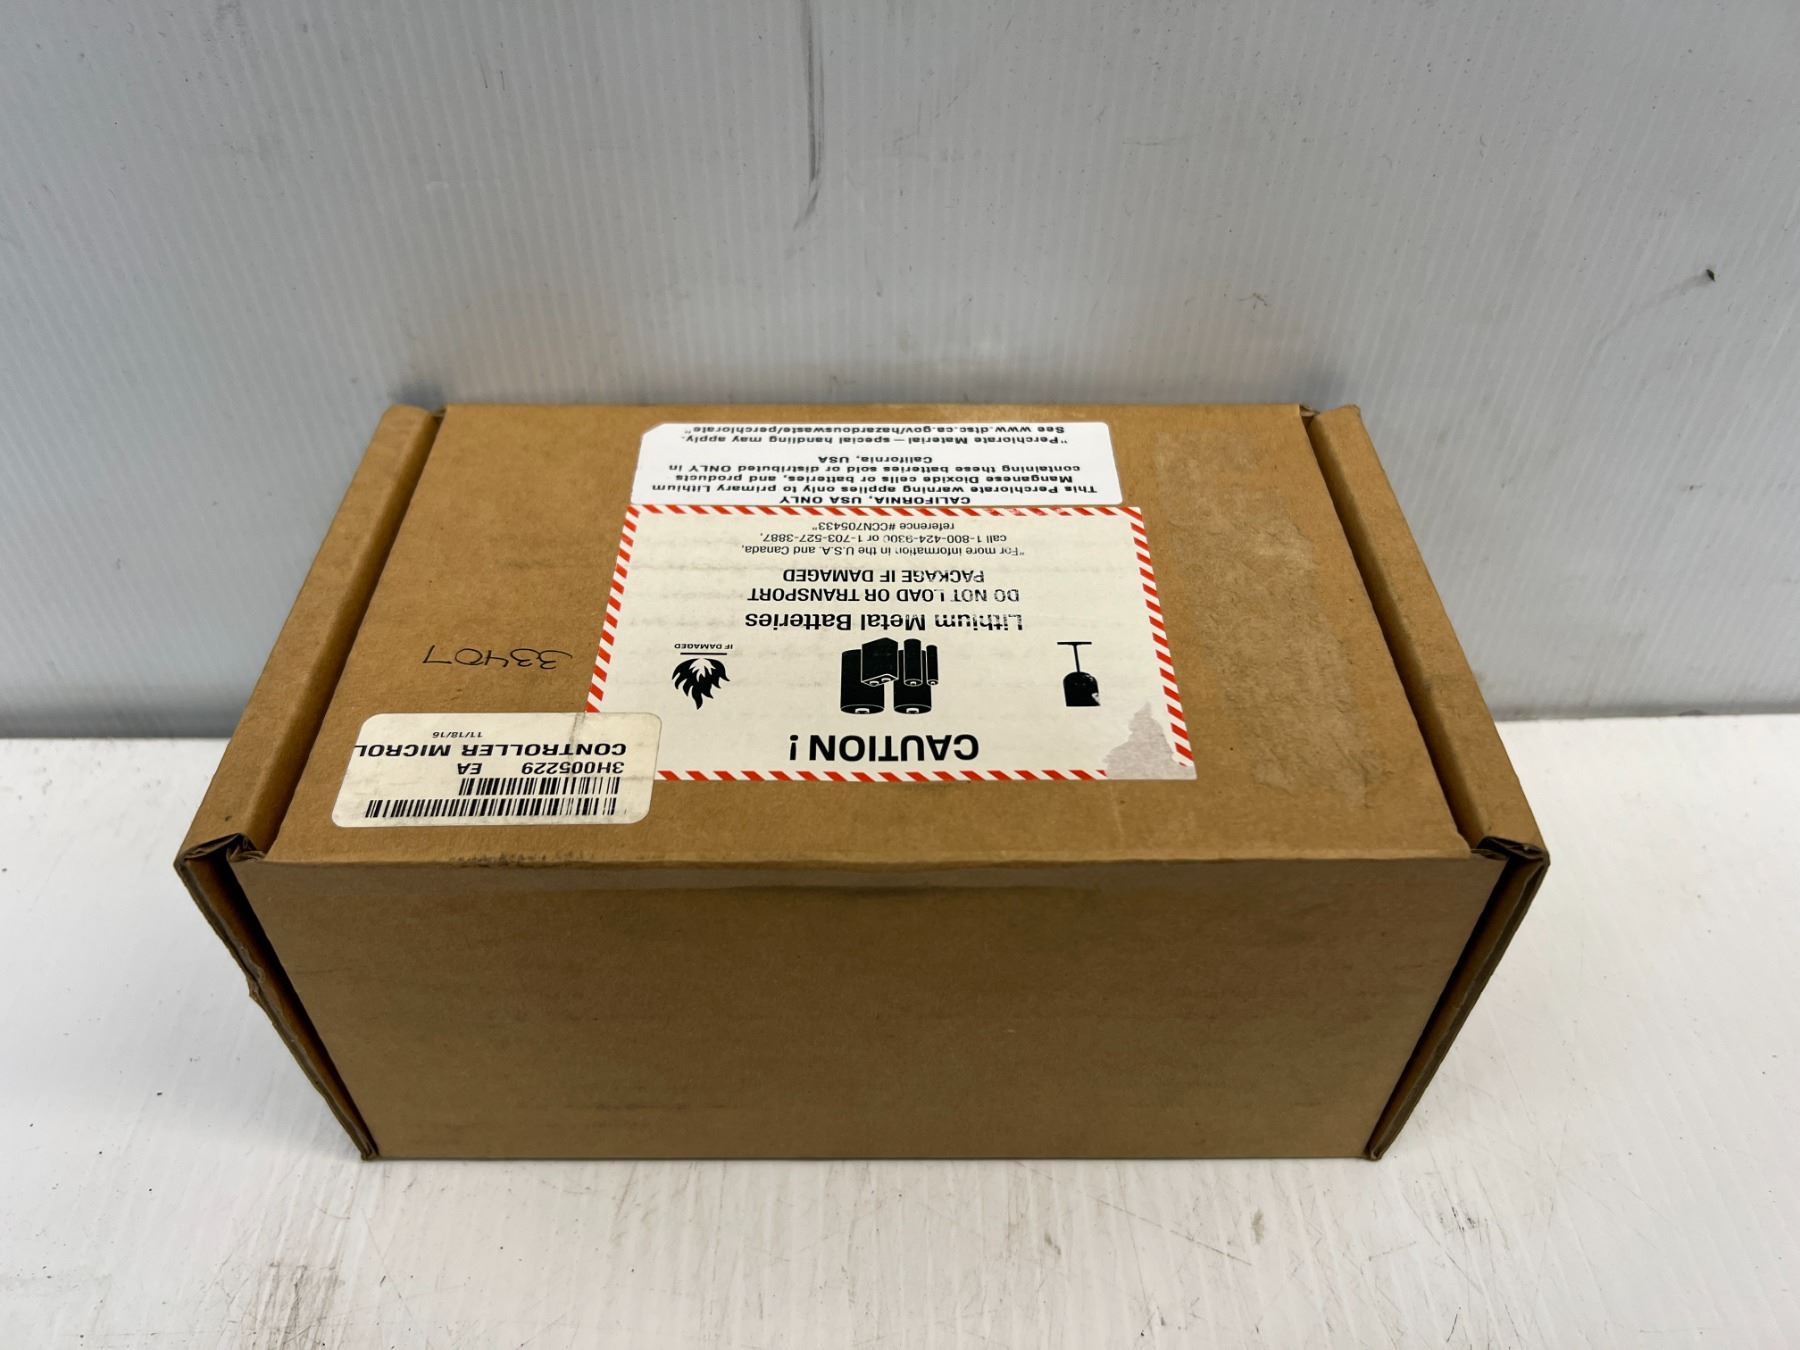 CAUTION!
IF DAMAGED
Lithium Metal Batteries
DO NOT LOAD OR TRANSPORT
PACKAGE IF DAMAGED
"For more information in the U.S.A. and Canada,
call 1-800-424-9300 or 1-703-527-3887,
reference #CCN705433"
CALIFORNIA, USA ONLY
This Perchlorate warning applies only to primary Lithium
Manganese Dioxide cells or batteries, and products
containing these batteries sold or distributed ONLY in
California, USA
"Perchlorate Material – special handling may apply.
See www.dtsc.ca.gov/hazardouswaste/perchlorate"
3H005229 EA
CONTROLLER MICROL
11/18/16
33407